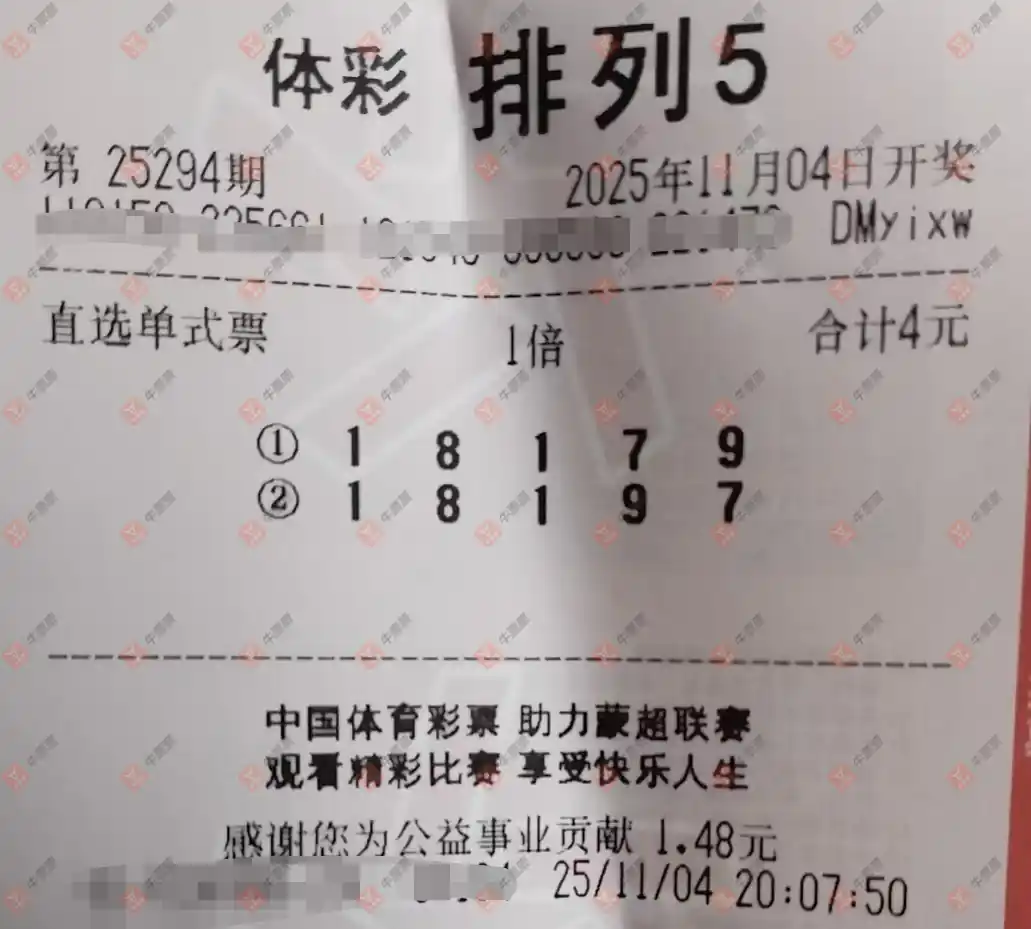 体彩 排列5
第 25294期 2025年11月04日开奖
DMyixw
直选单式票 1倍 合计4元
① 1 8 1 7 9
② 1 8 1 9 7
中国体育彩票 助力蒙超联赛
观看精彩比赛 享受快乐人生
感谢您为公益事业贡献 1.48元
25/11/04 20:07:50